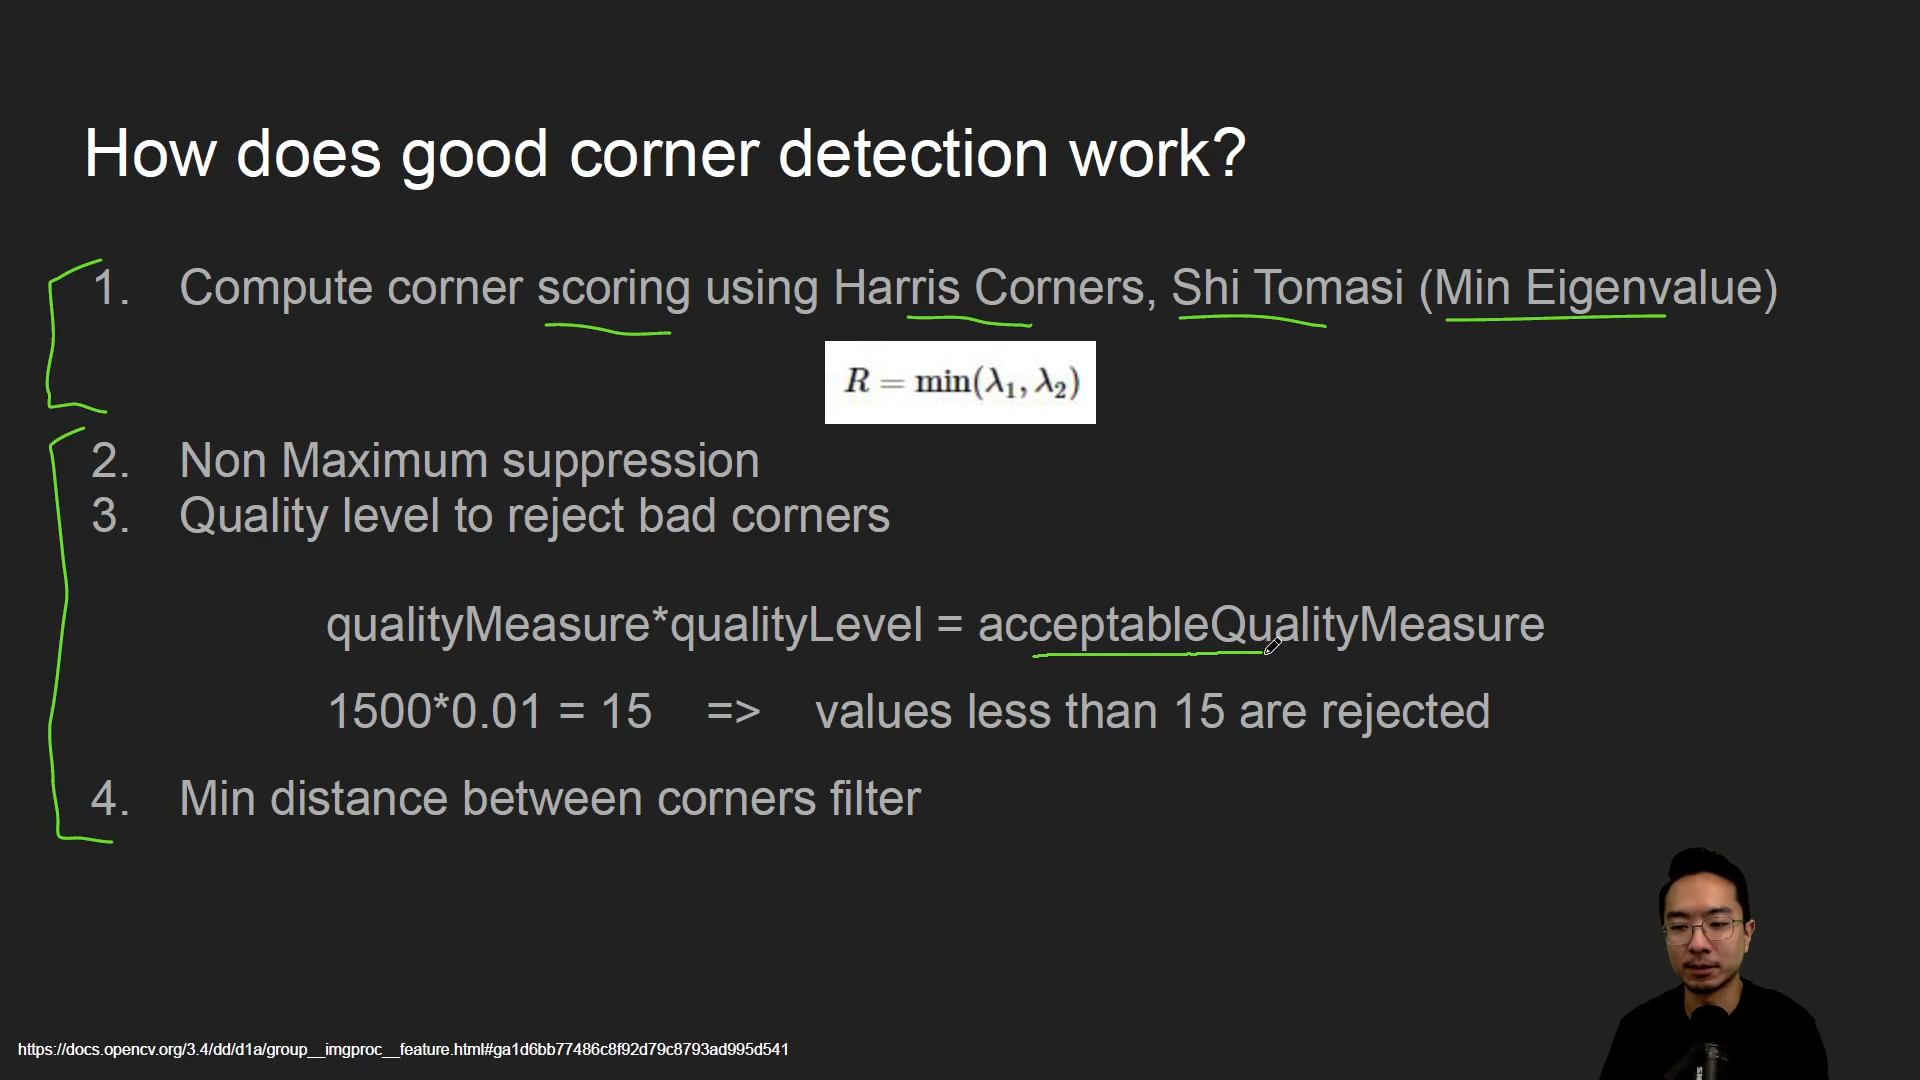 How does good corner detection work?
1. Compute corner scoring using Harris Corners, Shi Tomasi (Min Eigenvalue)
R = min(λ₁, λ₂)
2. Non Maximum suppression
3. Quality level to reject bad corners
qualityMeasure*qualityLevel = acceptableQualityMeasure
1500*0.01 = 15 => values less than 15 are rejected
4. Min distance between corners filter
https://docs.opencv.org/3.4/dd/d1a/group__imgproc__feature.html#ga1d6bb77486c8f92d79c8793ad995d541